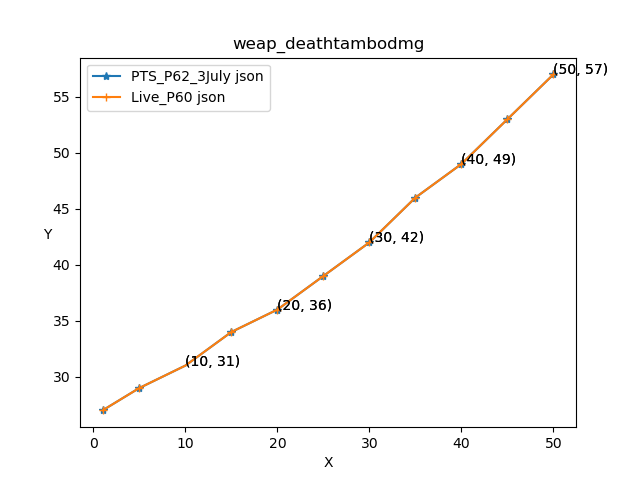 weap_deathtambodmg
PTS_P62_3July json
Live_P60 json
(50, 57)
(40, 49)
(30, 42)
(20, 36)
(10, 31)
55
50
45
40
35
30
Y
0 10 20 30 40 50
X